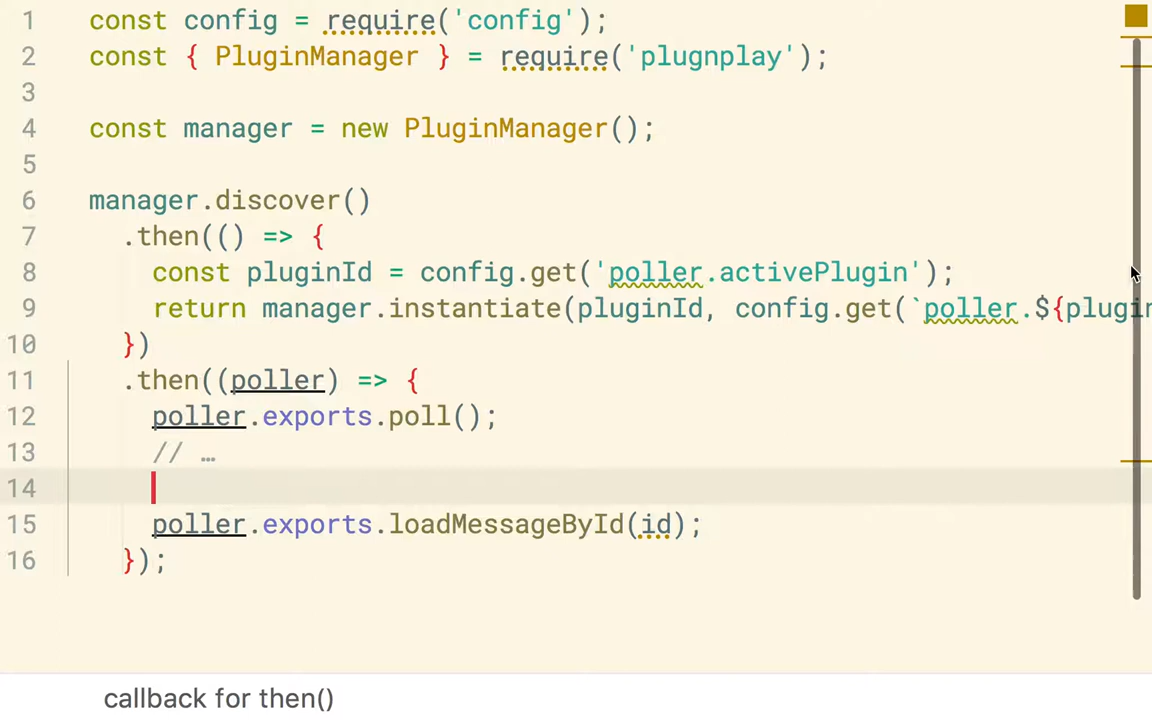 1 const config = require('config');
2 const { PluginManager } = require('plugnplay');
3
4 const manager = new PluginManager();
5
6 manager.discover()
7 .then(() => {
8 const pluginId = config.get('poller.activePlugin');
9 return manager.instantiate(pluginId, config.get(`poller.${plugin
10 })
11 .then((poller) => {
12 poller.exports.poll();
13 // …
14
15 poller.exports.loadMessageById(id);
16 });
callback for then()